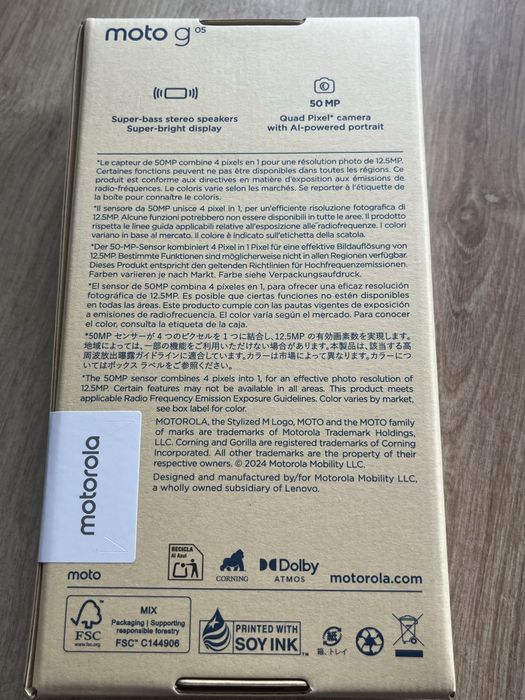 moto g 05
Super-bass stereo speakers
Super-bright display
50 MP
Quad Pixel* camera
with AI-powered portrait
*Le capteur de 50MP combine 4 pixels en 1 pour une résolution photo de 12.5MP.
Certaines fonctions peuvent ne pas être disponibles dans toutes les régions. Ce
produit est conforme aux directives en matière d'exposition aux émissions de
radio-fréquences. Le coloris varie selon les marchés. Se reporter à l'étiquette de
la boîte pour connaître le coloris.
*Il sensore da 50MP unisce 4 pixel in 1, per un'efficiente risoluzione fotografica di
12.5MP. Alcune funzioni potrebbero non essere disponibili in tutte le aree. Il prodotto
rispetta le linee guida applicabili relative all'esposizione alle radiofrequenze. I colori
variano in base al mercato. Il colore è indicato sull'etichetta della scatola.
*Der 50-MP-Sensor kombiniert 4 Pixel in 1 Pixel für eine effektive Bildauflösung von
12.5MP. Bestimmte Funktionen sind möglicherweise nicht in allen Regionen verfügbar.
Dieses Produkt entspricht den geltenden Richtlinien für Hochfrequenzemissionen.
Farben variieren je nach Markt. Farbe siehe Verpackungsaufdruck.
*El sensor de 50MP combina 4 píxeles en 1, para ofrecer una eficaz resolución
fotográfica de 12.5MP. Es posible que ciertas funciones no estén disponibles
en todas las áreas. Este producto cumple con las pautas vigentes de exposición
a emisiones de radiofrecuencia. El color varía según el mercado. Para conocer
el color, consulta la etiqueta de la caja.
*50MP センサーが 4 つのピクセルを 1 つに結合し、12.5MP の有効画素数を実現します。
地域によっては、一部の機能をご利用いただけない場合があります。本製品は、該当する高
周波放出曝露ガイドラインに適合しています。カラーは市場によって異なります。カラーにつ
いてはボックス ラベルをご参照ください。
*The 50MP sensor combines 4 pixels into 1, for an effective photo resolution of
12.5MP. Certain features may not be available in all areas. This product meets
applicable Radio Frequency Emission Exposure Guidelines. Color varies by market,
see box label for color.
MOTOROLA, the Stylized M Logo, MOTO and the MOTO family
of marks are trademarks of Motorola Trademark Holdings,
LLC. Corning and Gorilla are registered trademarks of Corning
Incorporated. All other trademarks are the property of their
respective owners. © 2024 Motorola Mobility LLC.
Designed and manufactured by/for Motorola Mobility LLC,
a wholly owned subsidiary of Lenovo.
motorola
moto
RECICLA
Al Azul
CORNING
Dolby
ATMOS
motorola.com
FSC
www.fsc.org
MIX
Packaging | Supporting
responsible forestry
FSC™ C144906
PRINTED WITH
SOY INK™
紙
箱、トレイ